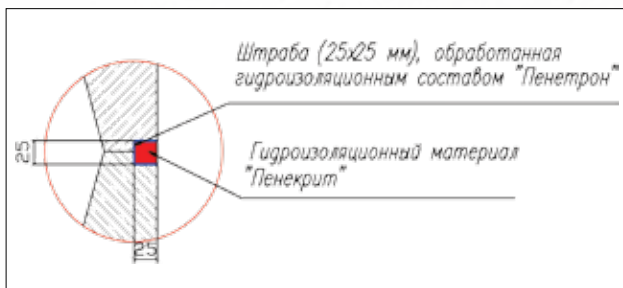 Штраба (25х25 мм), обработанная
гидроизоляционным составом "Пенетрон"
Гидроизоляционный материал
"Пенекрит"
25
25